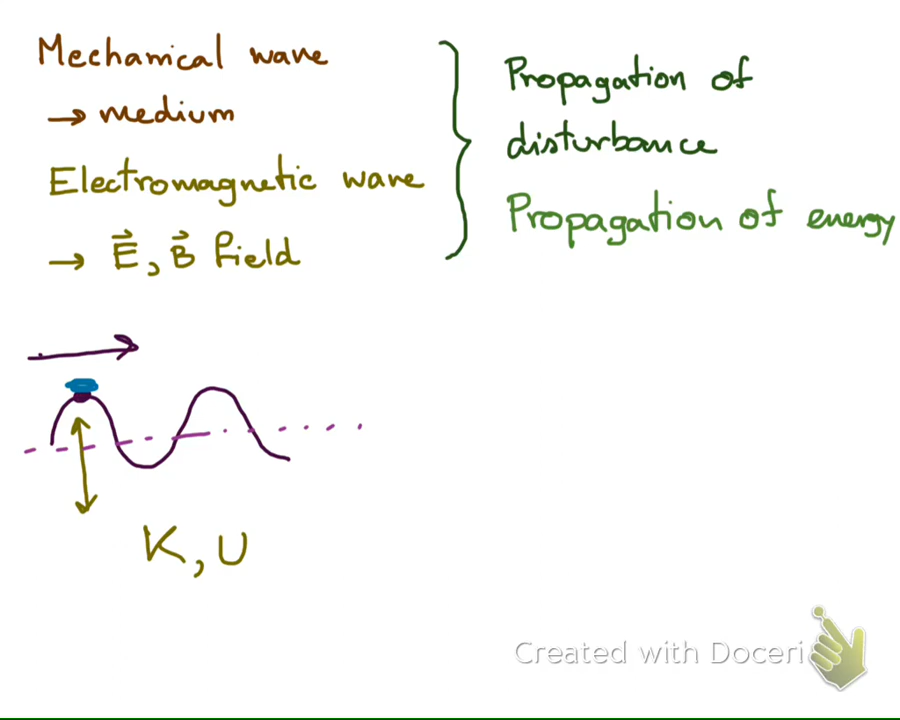 Mechanical wave
→ medium
Electromagnetic wave
→ E⃗, B⃗ field
Propagation of
disturbance
Propagation of energy
K, U
Created with Doceri